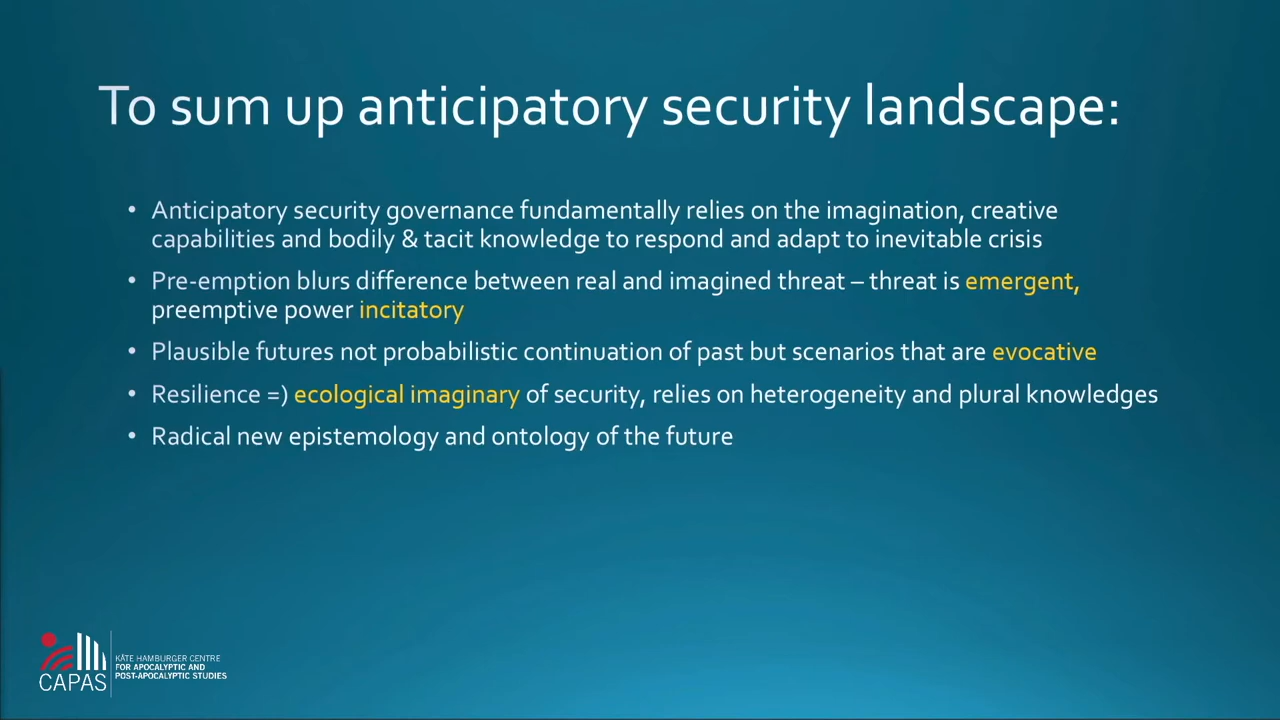 To sum up anticipatory security landscape:
• Anticipatory security governance fundamentally relies on the imagination, creative
capabilities and bodily & tacit knowledge to respond and adapt to inevitable crisis
• Pre-emption blurs difference between real and imagined threat – threat is emergent,
preemptive power incitatory
• Plausible futures not probabilistic continuation of past but scenarios that are evocative
• Resilience =) ecological imaginary of security, relies on heterogeneity and plural knowledges
• Radical new epistemology and ontology of the future
CAPAS
KÄTE HAMBURGER CENTRE
FOR APOCALYPTIC AND
POST-APOCALYPTIC STUDIES